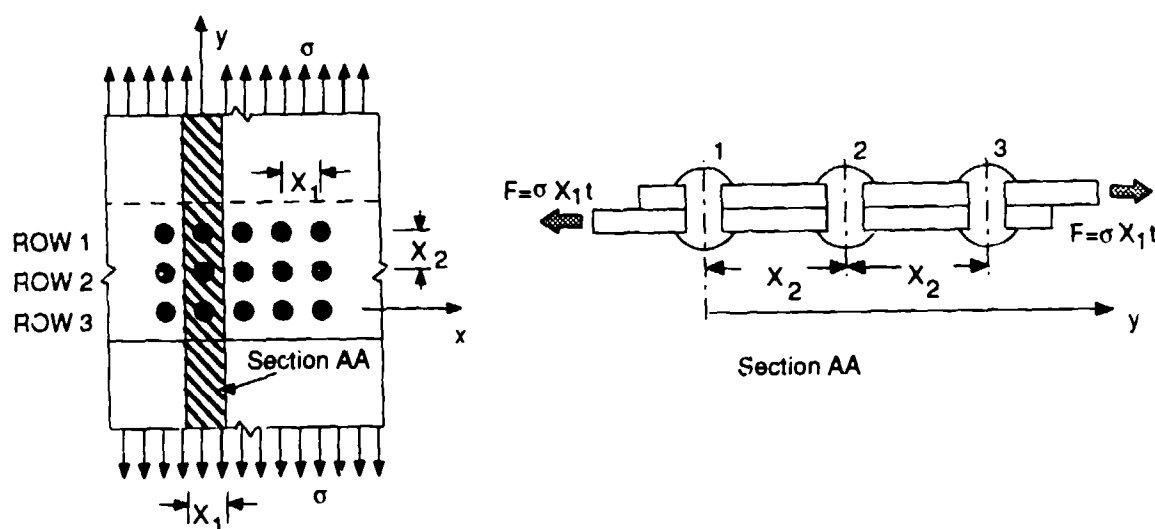 y
σ
X₁
ROW 1
ROW 2
ROW 3
X₂
x
Section AA
σ
X₁
1
2
3
F=σ X₁t
F=σ X₁t
X₂
X₂
y
Section AA